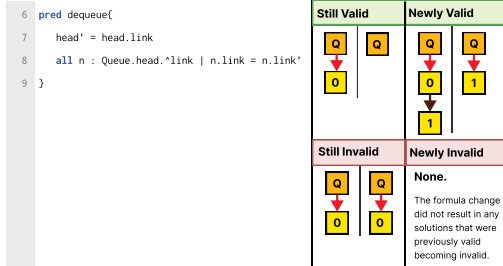 6 pred dequeue{
7 head’ = head.link
8 all n : Queue.head.^link | n.link = n.link’
9 }
Still Valid
Q
0
Q
Newly Valid
Q
0
1
Q
1
Still Invalid
Q
0
Q
0
Newly Invalid
None.
The formula change
did not result in any
solutions that were
previously valid
becoming invalid.